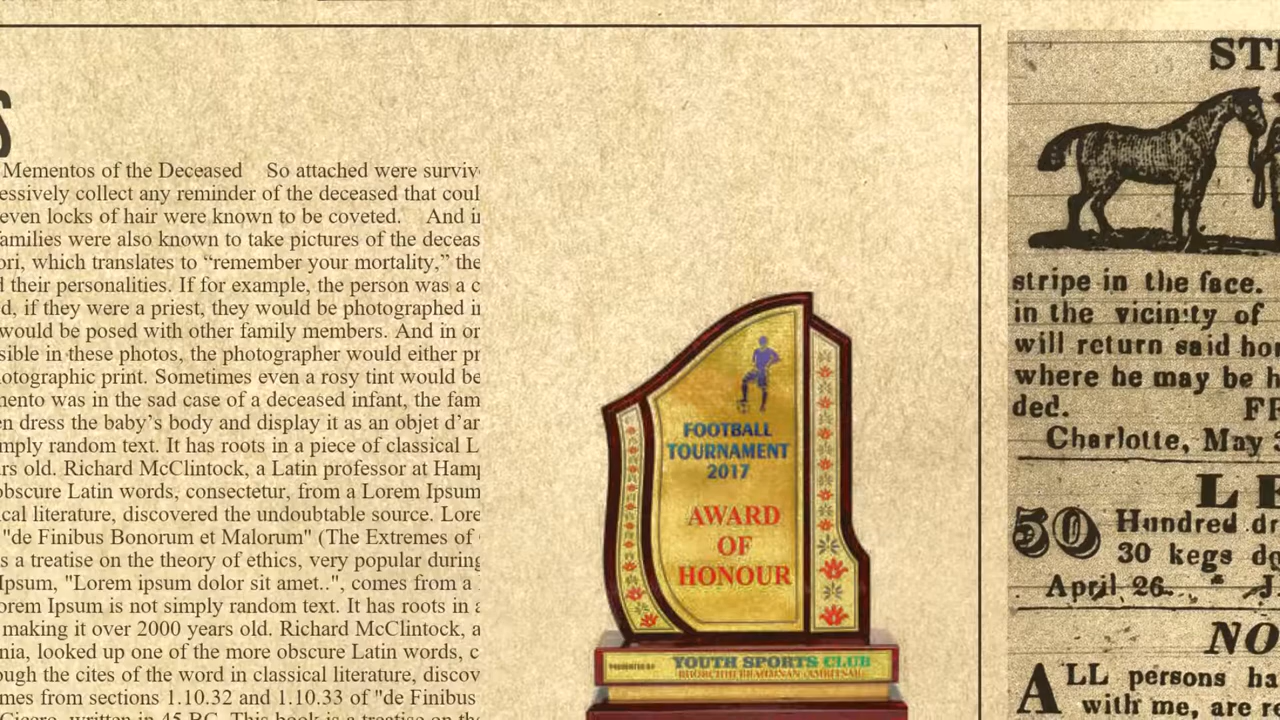 S
Mementos of the Deceased So attached were surviv
essively collect any reminder of the deceased that coul
even locks of hair were known to be coveted. And i
families were also known to take pictures of the deceas
ori, which translates to “remember your mortality,” the
d their personalities. If for example, the person was a c
d, if they were a priest, they would be photographed i
would be posed with other family members. And in or
sible in these photos, the photographer would either pr
otographic print. Sometimes even a rosy tint would be
mento was in the sad case of a deceased infant, the fam
en dress the baby’s body and display it as an objet d’ar
mply random text. It has roots in a piece of classical L
rs old. Richard McClintock, a Latin professor at Hamp
obscure Latin words, consectetur, from a Lorem Ipsum
cal literature, discovered the undoubtable source. Lore
"de Finibus Bonorum et Malorum" (The Extremes of
s a treatise on the theory of ethics, very popular during
Ipsum, "Lorem ipsum dolor sit amet..", comes from a
orem Ipsum is not simply random text. It has roots in a
making it over 2000 years old. Richard McClintock, a
nia, looked up one of the more obscure Latin words, c
ough the cites of the word in classical literature, discov
mes from sections 1.10.32 and 1.10.33 of "de Finibus
Cicero, written in 45 BC. This book is a treatise on the
FOOTBALL
TOURNAMENT
2017
AWARD
OF
HONOUR
PRESENTED BY
YOUTH SPORTS CLUB
(AMRITSAR)
ST
stripe in the face.
in the vicinity of
will return said hor
where he may be h
ded. F
Charlotte, May
L E
50 Hundred dr
30 kegs do
April 26. J
NO
ALL persons ha
with me, are re